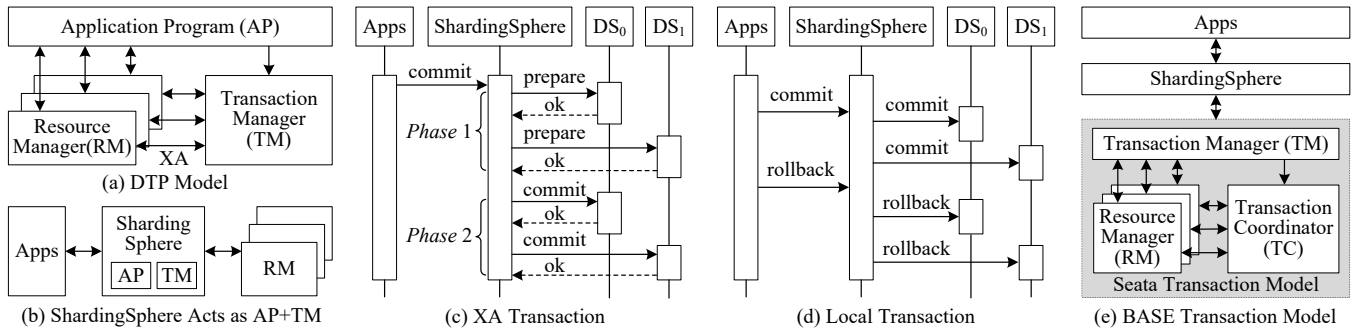 Application Program (AP)
Transaction
Manager
(TM)
Resource
Manager(RM)
XA
(a) DTP Model
Apps
Sharding
Sphere
AP
TM
RM
(b) ShardingSphere Acts as AP+TM
Apps
ShardingSphere
DS0
DS1
commit
prepare
ok
Phase 1
prepare
ok
commit
ok
Phase 2
commit
ok
(c) XA Transaction
Apps
ShardingSphere
DS0
DS1
commit
commit
commit
rollback
rollback
rollback
(d) Local Transaction
Apps
ShardingSphere
Transaction Manager (TM)
Resource
Manager
(RM)
Transaction
Coordinator
(TC)
Seata Transaction Model
(e) BASE Transaction Model